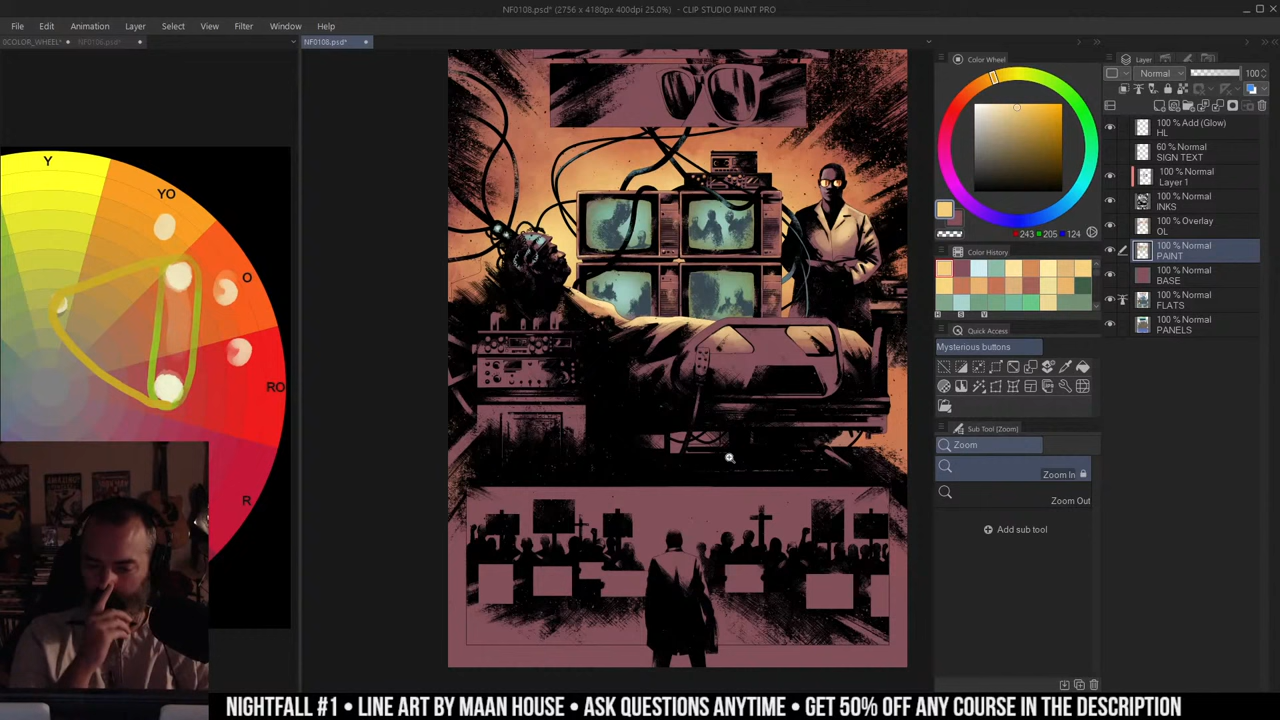 NF0108.psd* (2756 x 4180px 400dpi 25.0%) - CLIP STUDIO PAINT PRO
File Edit Animation Layer Select View Filter Window Help
0COLOR_WHEEL* NF0106.psd* NF0108.psd*
Color Wheel
Layer
Normal 100
Y
YO
O
RO
R
243 205 124
Color History
H S V
Quick Access
Mysterious buttons
Sub Tool (Zoom)
Zoom
Zoom In
Zoom Out
Add sub tool
100 % Add (Glow)
HL
60 % Normal
SIGN TEXT
100 % Normal
Layer 1
100 % Normal
INKS
100 % Overlay
OL
100 % Normal
PAINT
100 % Normal
BASE
100 % Normal
FLATS
100 % Normal
PANELS
NIGHTFALL #1 • LINE ART BY MAAN HOUSE • ASK QUESTIONS ANYTIME • GET 50% OFF ANY COURSE IN THE DESCRIPTION